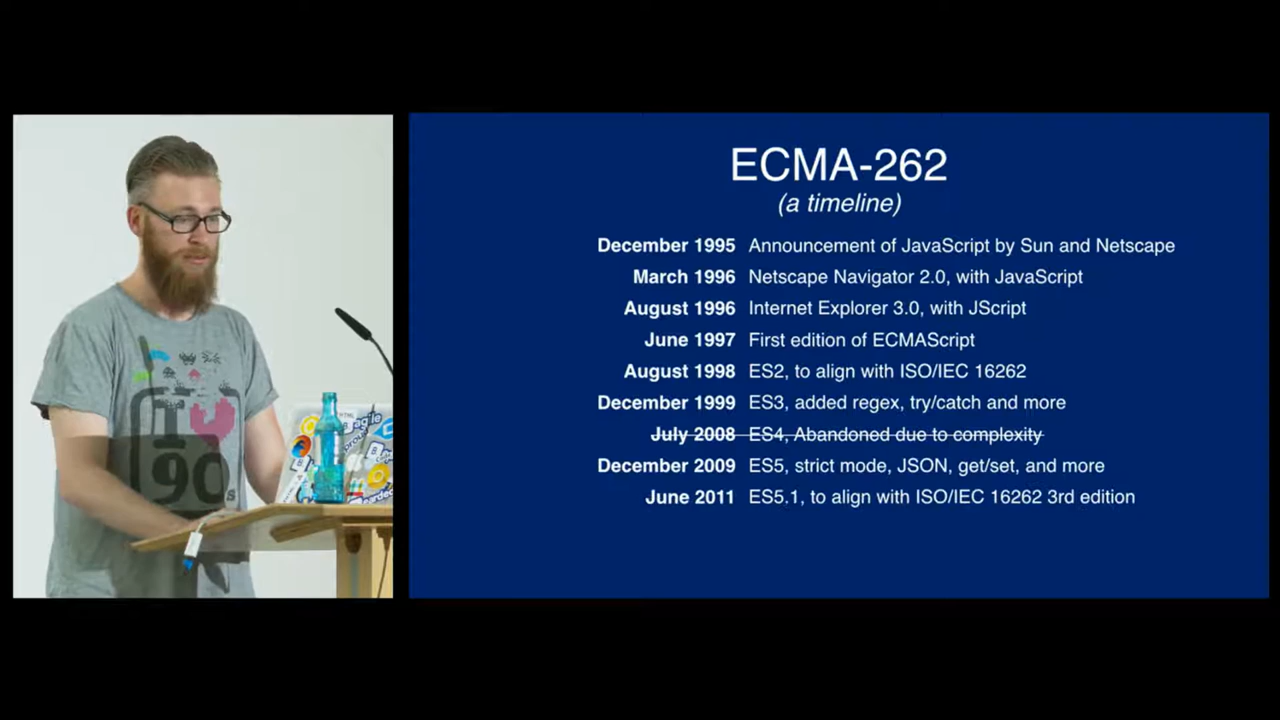 ECMA-262
(a timeline)
December 1995 Announcement of JavaScript by Sun and Netscape
March 1996 Netscape Navigator 2.0, with JavaScript
August 1996 Internet Explorer 3.0, with JScript
June 1997 First edition of ECMAScript
August 1998 ES2, to align with ISO/IEC 16262
December 1999 ES3, added regex, try/catch and more
July 2008 ES4, Abandoned due to complexity
December 2009 ES5, strict mode, JSON, get/set, and more
June 2011 ES5.1, to align with ISO/IEC 16262 3rd edition
I
90s
HTML
agile